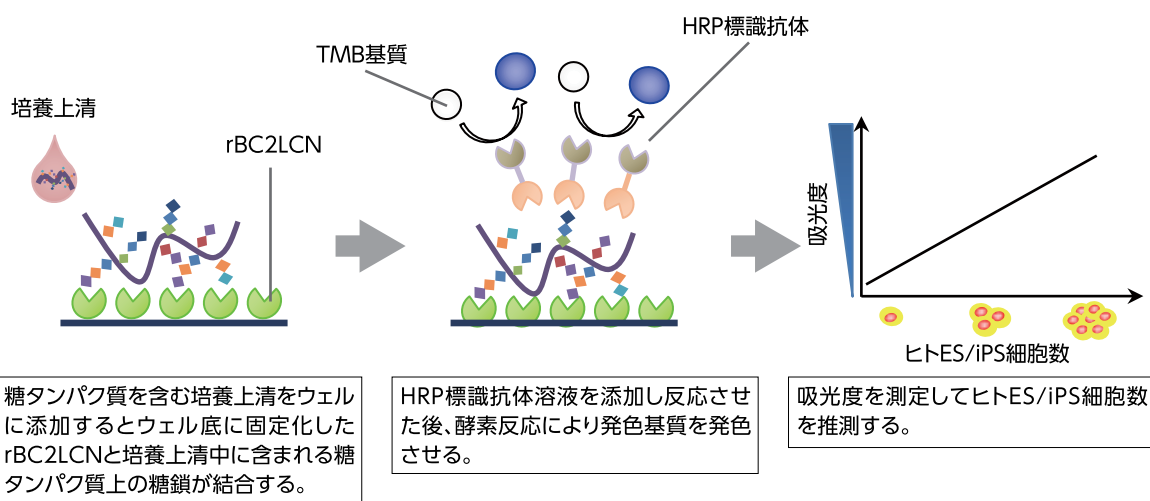 培養上清
rBC2LCN
TMB基質
HRP標識抗体
吸光度
ヒトES/iPS細胞数
糖タンパク質を含む培養上清をウェル
に添加するとウェル底に固定化した
rBC2LCNと培養上清中に含まれる糖
タンパク質上の糖鎖が結合する。
HRP標識抗体溶液を添加し反応させ
た後、酵素反応により発色基質を発色
させる。
吸光度を測定してヒトES/iPS細胞数
を推測する。